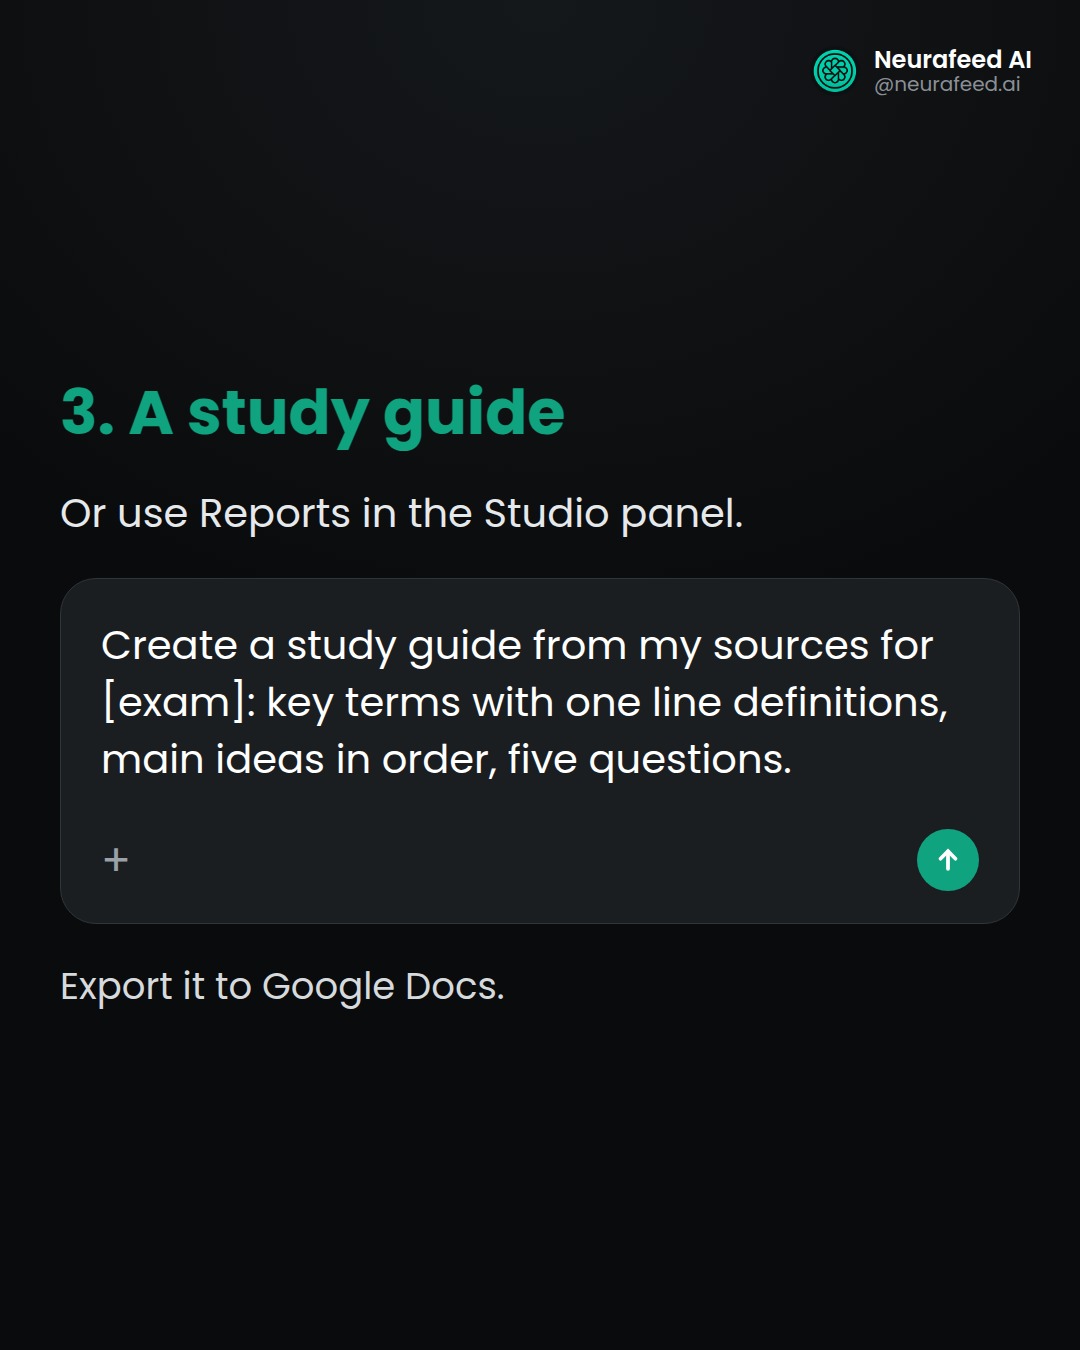 Neurafeed AI
@neurafeed.ai
3. A study guide
Or use Reports in the Studio panel.
Create a study guide from my sources for
[exam]: key terms with one line definitions,
main ideas in order, five questions.
+
Export it to Google Docs.